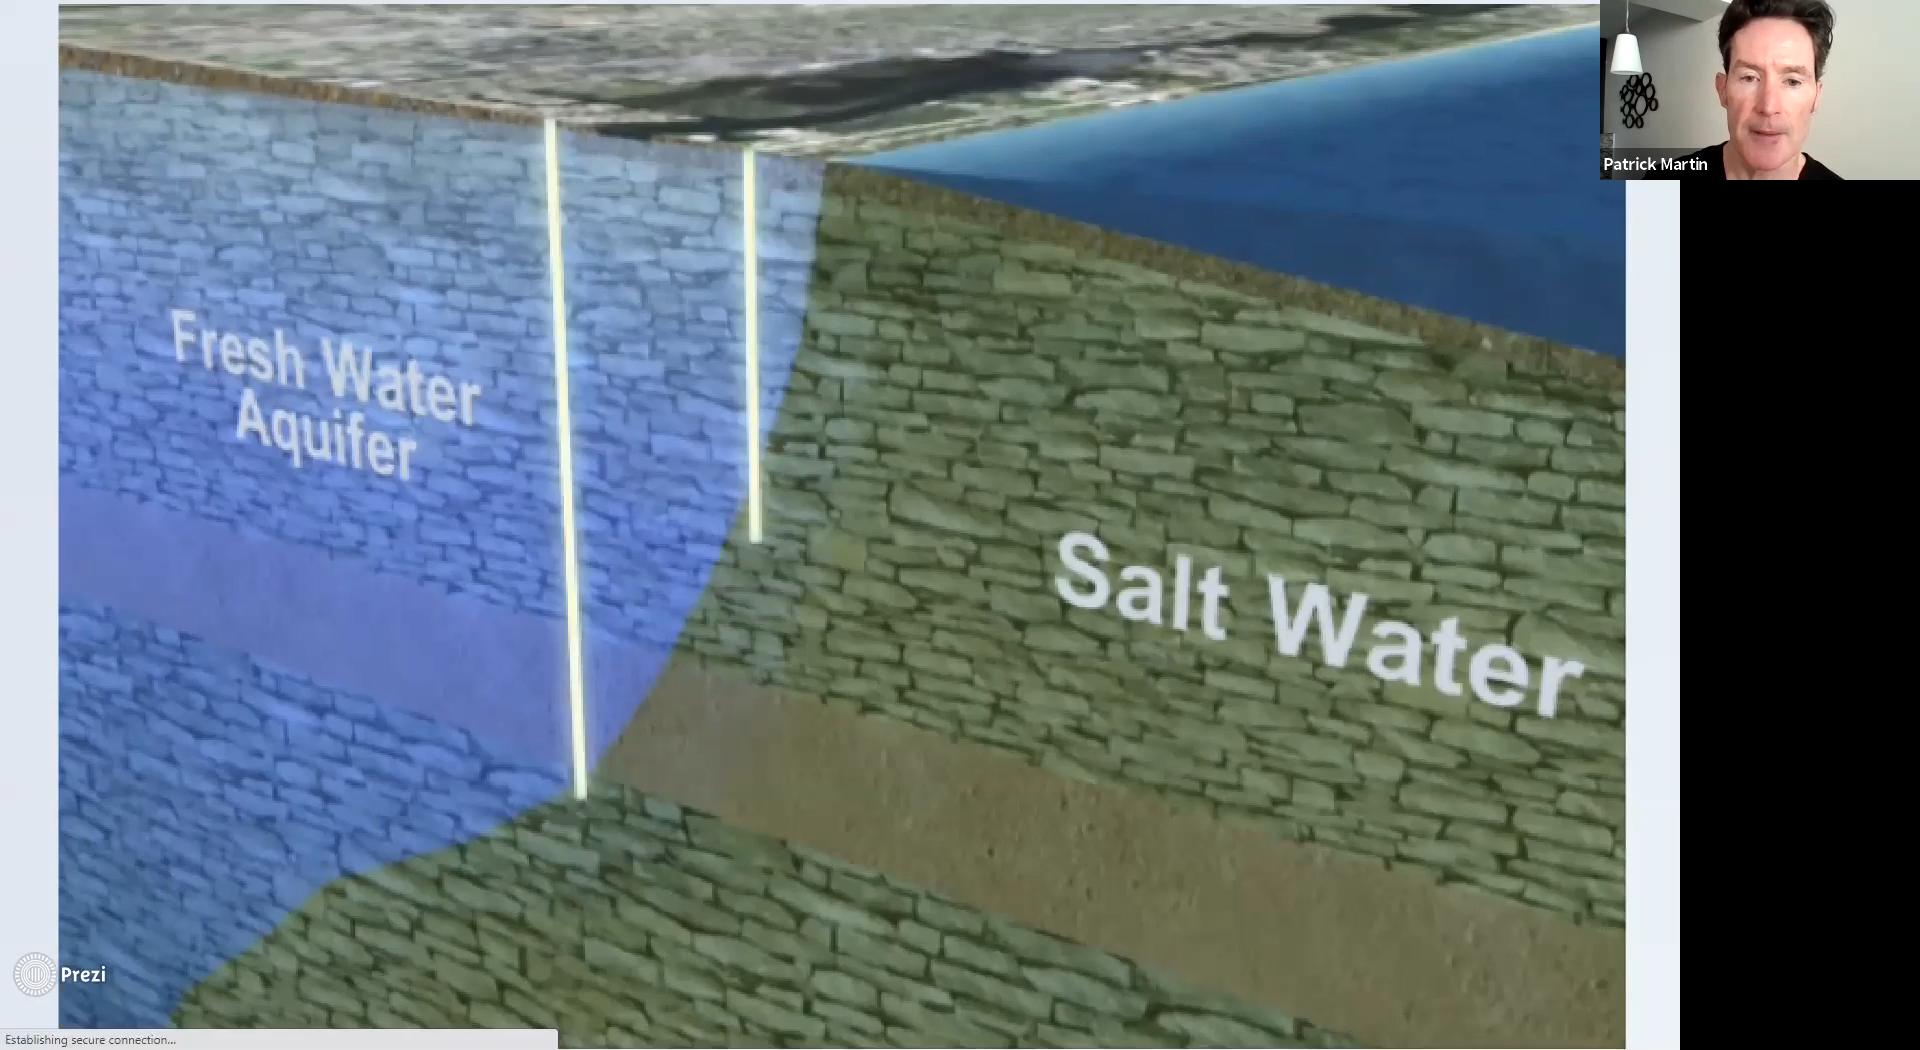 Patrick Martin
Fresh Water
Aquifer
Salt Water
Prezi
Establishing secure connection...